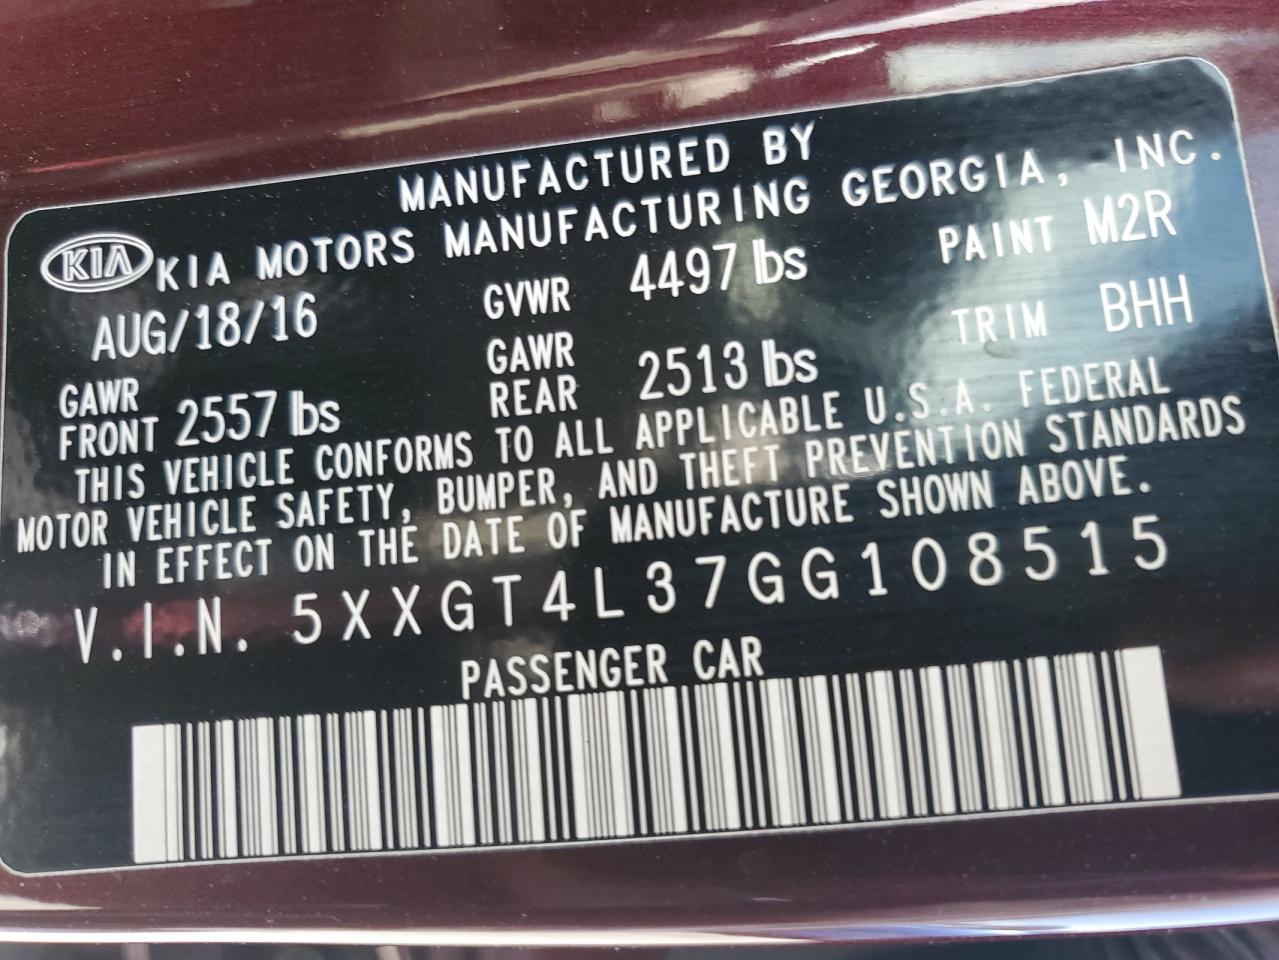 MANUFACTURED BY
KIA KIA MOTORS MANUFACTURING GEORGIA, INC.
AUG/18/16 GVWR 4497 lbs PAINT M2R
GAWR FRONT 2557 lbs GAWR REAR 2513 lbs TRIM BHH
THIS VEHICLE CONFORMS TO ALL APPLICABLE U.S.A. FEDERAL
MOTOR VEHICLE SAFETY, BUMPER, AND THEFT PREVENTION STANDARDS
IN EFFECT ON THE DATE OF MANUFACTURE SHOWN ABOVE.
V.I.N. 5XXGT4L37GG108515
PASSENGER CAR